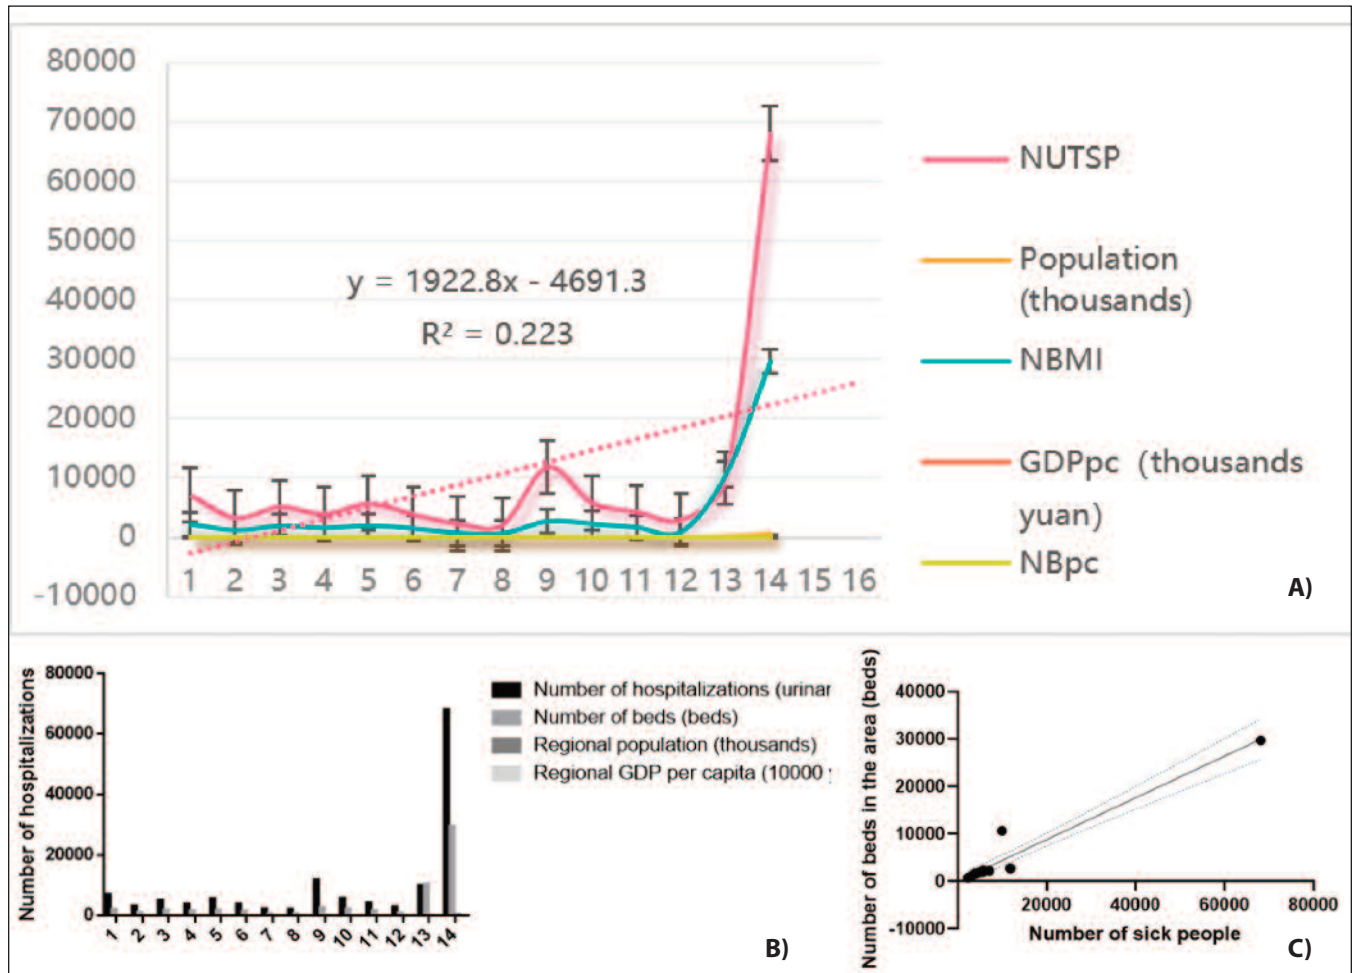 80000
70000
60000
50000
40000
30000
20000
10000
0
-10000
y = 1922.8x - 4691.3
R² = 0.223
1 2 3 4 5 6 7 8 9 10 11 12 13 14 15 16
NUTSP
Population
(thousands)
NBMI
GDPpc (thousands
yuan)
NBpc
A)
Number of hospitalizations
80000
60000
40000
20000
0
1 2 3 4 5 6 7 8 9 10 11 12 13 14
Number of hospitalizations (urinar
Number of beds (beds)
Regional population (thousands)
Regional GDP per capita (10000
B)
Number of beds in the area (beds)
40000
30000
20000
10000
0
-10000
20000 40000 60000 80000
Number of sick people
C)